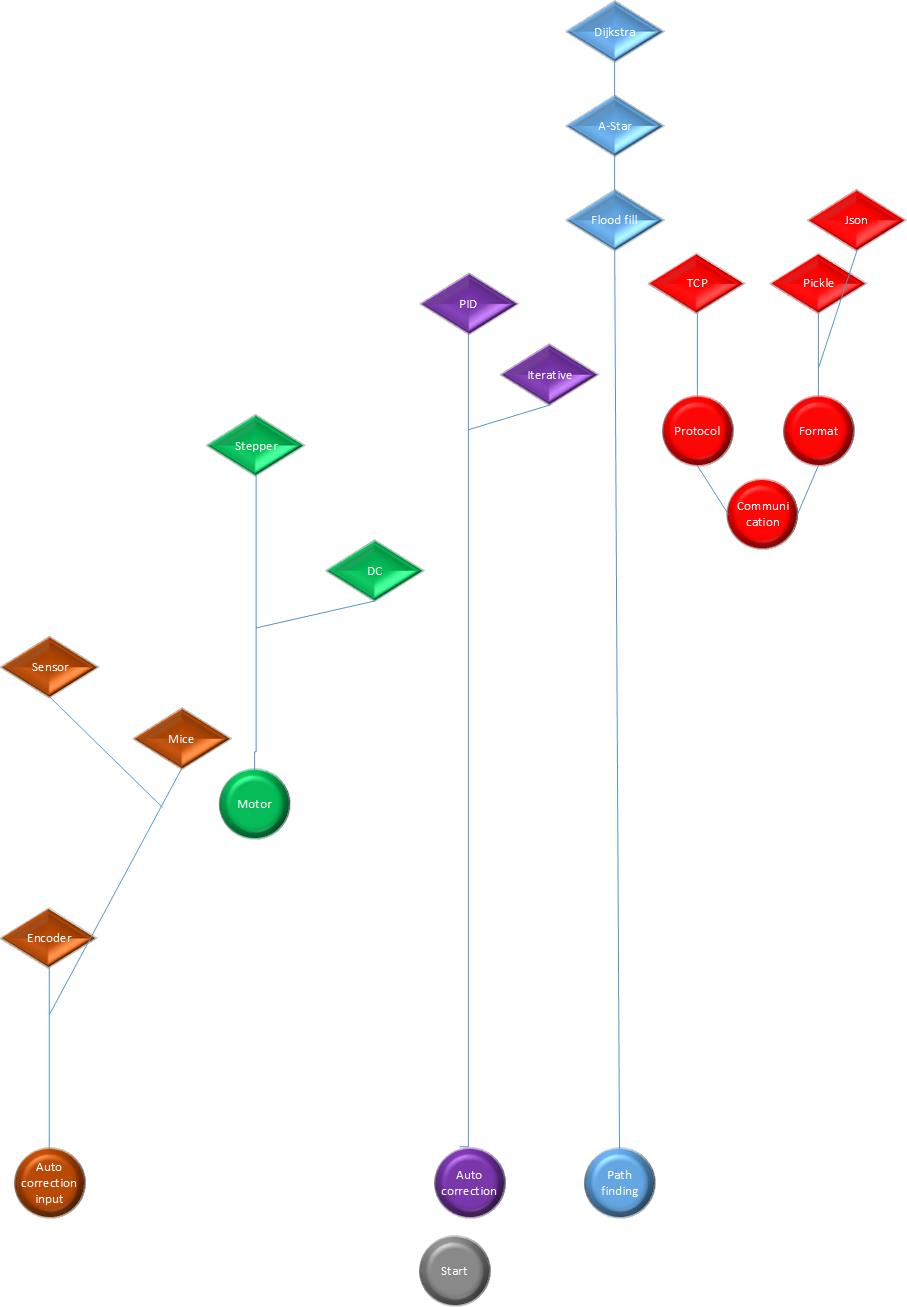 Dijkstra
A-Star
Flood fill
Json
TCP
Pickle
PID
Iterative
Protocol
Format
Stepper
Communi
cation
DC
Sensor
Mice
Motor
Encoder
Auto
correction
input
Auto
correction
Path
finding
Start